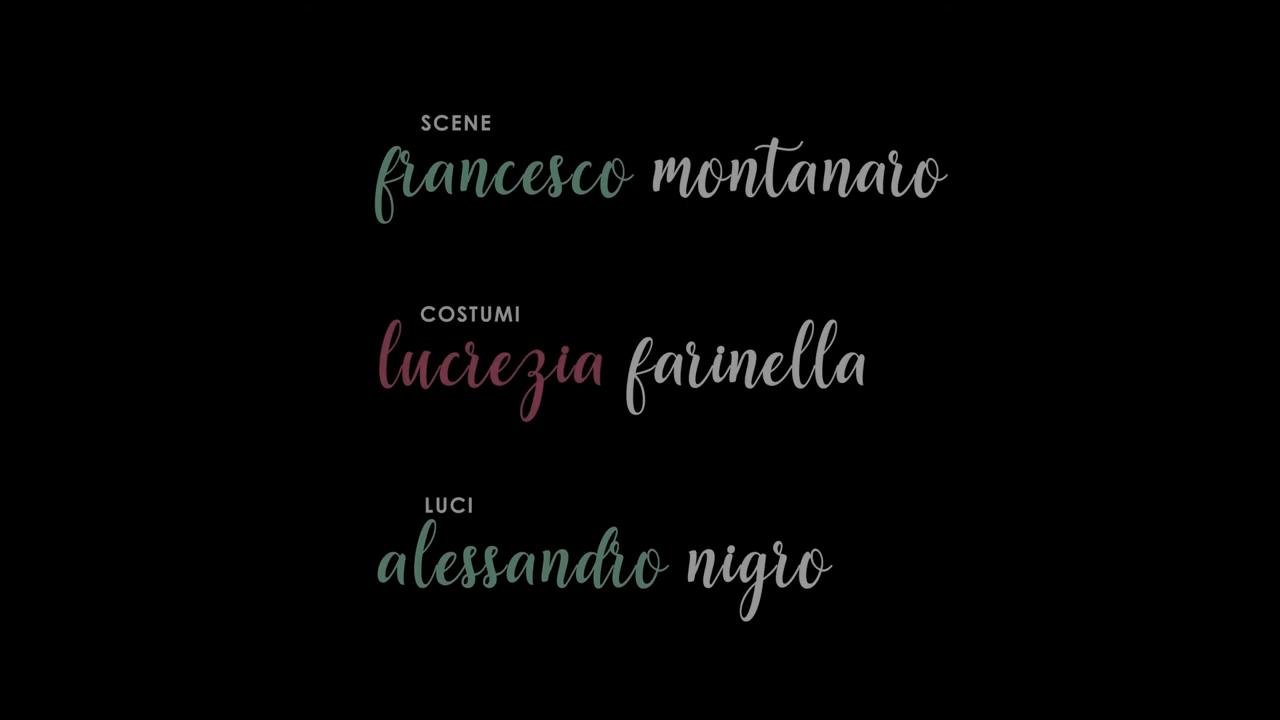 SCENE
francesco montanaro
COSTUMI
lucrezia farinella
LUCI
alessandro nigro